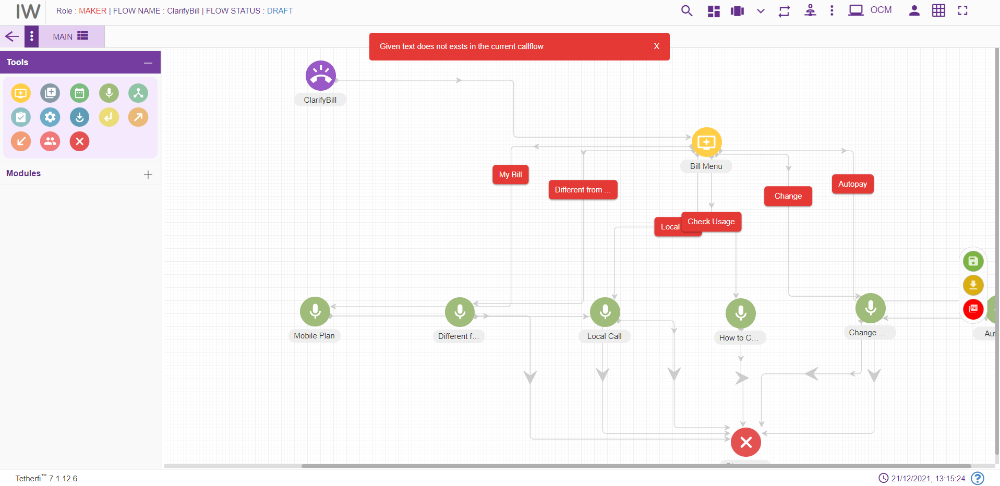 IW
Role : MAKER | FLOW NAME : ClarifyBill | FLOW STATUS : DRAFT
OCM
MAIN
Given text does not exsts in the current callflow
X
Tools
Modules
ClarifyBill
Bill Menu
My Bill
Different from ...
Local
Check Usage
Change
Autopay
Mobile Plan
Different f...
Local Call
How to C...
Change ...
Aut
PDF
Tetherfi™ 7.1.12.6
21/12/2021, 13:15:24
?